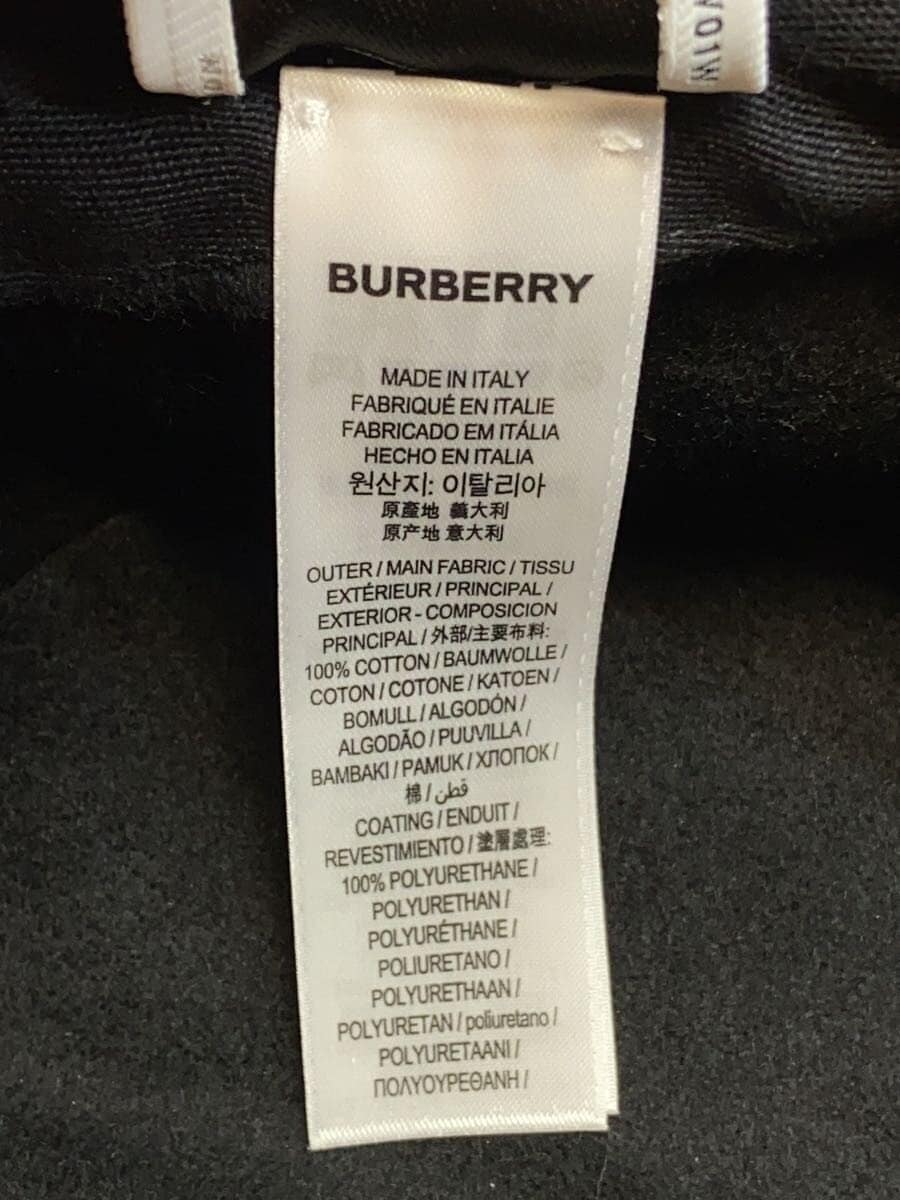 V01W
BURBERRY
MADE IN ITALY
FABRIQUÉ EN ITALIE
FABRICADO EM ITÁLIA
HECHO EN ITALIA
원산지: 이탈리아
原產地 義大利
原产地 意大利
OUTER / MAIN FABRIC / TISSU
EXTÉRIEUR / PRINCIPAL /
EXTERIOR - COMPOSICION
PRINCIPAL / 外部/主要布料:
100% COTTON / BAUMWOLLE /
COTON / COTONE / KATOEN /
BOMULL / ALGODÓN /
ALGODÃO / PUUVILLA /
BAMBAKI / PAMUK / ХЛОПОК /
棉 / قطن
COATING / ENDUIT /
REVESTIMIENTO / 塗層處理:
100% POLYURETHANE /
POLYURETHAN /
POLYURÉTHANE /
POLIURETANO /
POLYURETHAAN /
POLYURETAN / poliuretano /
POLYURETAANI /
ΠΟΛΥΟΥΡΕΘΑΝΗ /